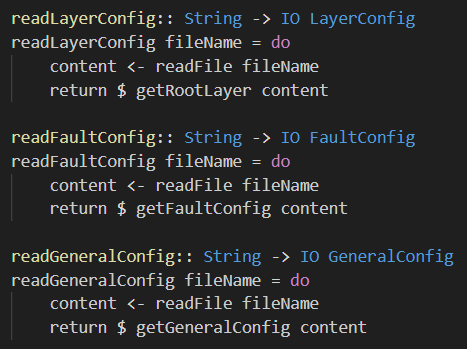 readLayerConfig:: String -> IO LayerConfig
readLayerConfig fileName = do
    content <- readFile fileName
    return $ getRootLayer content

readFaultConfig:: String -> IO FaultConfig
readFaultConfig fileName = do
    content <- readFile fileName
    return $ getFaultConfig content

readGeneralConfig:: String -> IO GeneralConfig
readGeneralConfig fileName = do
    content <- readFile fileName
    return $ getGeneralConfig content